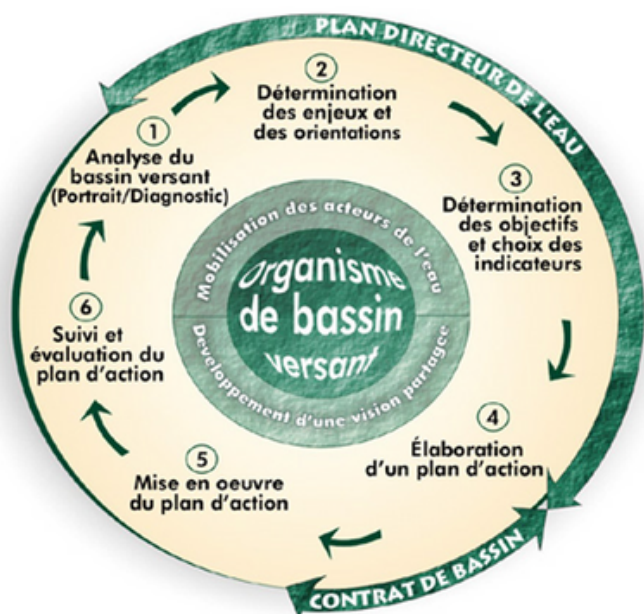 PLAN DIRECTEUR DE L'EAU
1
Analyse du
bassin versant
(Portrait/Diagnostic)
2
Détermination
des enjeux et
des orientations
3
Détermination
des objectifs
et choix des
indicateurs
4
Élaboration
d'un plan d'action
5
Mise en oeuvre
du plan d'action
6
Suivi et
évaluation du
plan d'action
Mobilisation des acteurs de l'eau
Organisme
de bassin
versant
Developpement d'une vision partagée
CONTRAT DE BASSIN